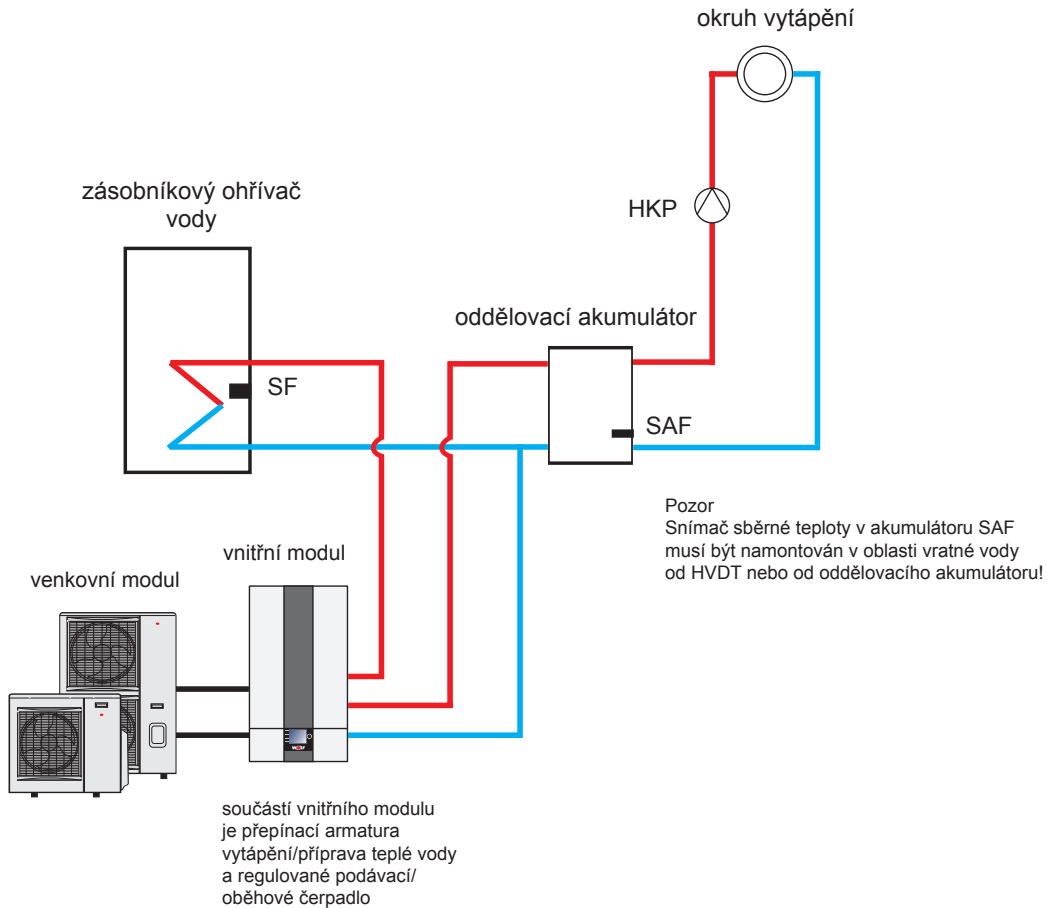 okruh vytápění
zásobníkový ohřívač
vody
HKP
oddělovací akumulátor
SF
SAF
Pozor
Snímač sběrné teploty v akumulátoru SAF
musí být namontován v oblasti vratné vody
od HVDT nebo od oddělovacího akumulátoru!
vnitřní modul
venkovní modul
WOLF
součástí vnitřního modulu
je přepínací armatura
vytápění/příprava teplé vody
a regulované podávací/
oběhové čerpadlo